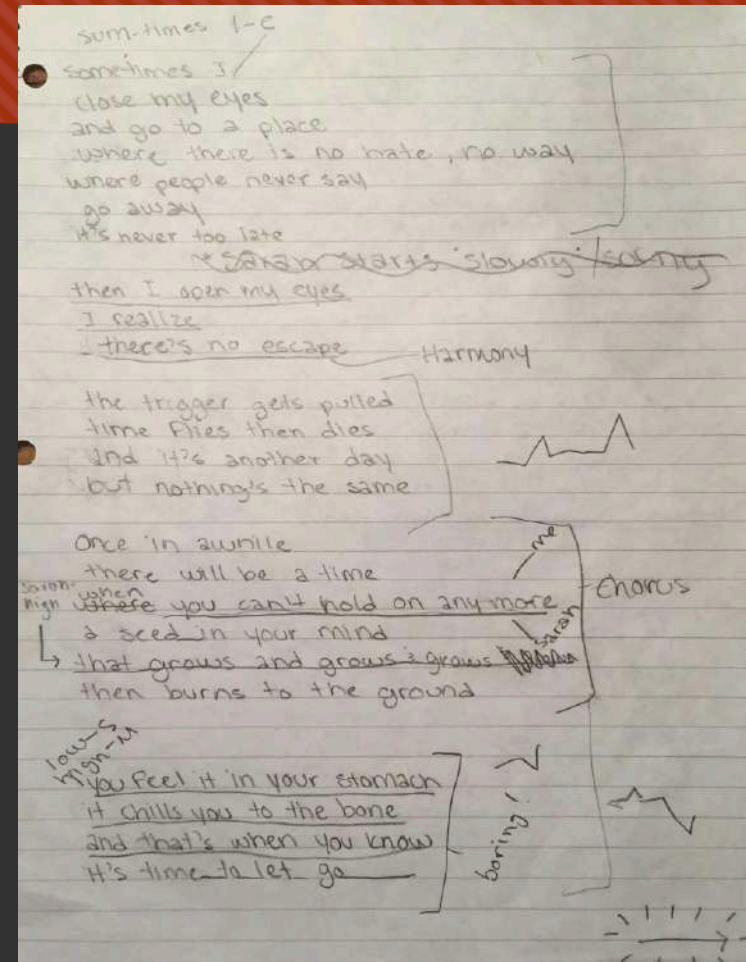 sum-times I-e
sometimes I
close my eyes
and go to a place
where there is no hate, no way
where people never say
go away
it's never too late
Sarah starts "slowly"
then I open my eyes
I realize
there's no escape
Harmony
the trigger gets pulled
time flies then dies
and it's another day
but nothing's the same
Once in awhile
there will be a time
when
where you can't hold on any more
a seed in your mind
that grows and grows & grows
then burns to the ground
me
Sarah
Chorus
high
low-S
high-M
you feel it in your stomach
it chills you to the bone
and that's when you know
it's time to let go
boring!